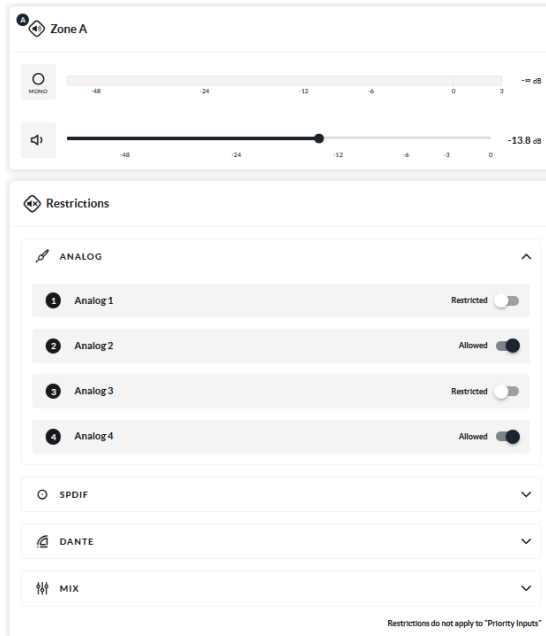 A
Zone A
MONO
-48 -24 -12 -6 0 3
-∞ dB
-48 -24 -12 -6 -3 0
-13.8 dB
Restrictions
ANALOG
1 Analog 1 Restricted
2 Analog 2 Allowed
3 Analog 3 Restricted
4 Analog 4 Allowed
SPDIF
DANTE
MIX
Restrictions do not apply to "Priority Inputs"